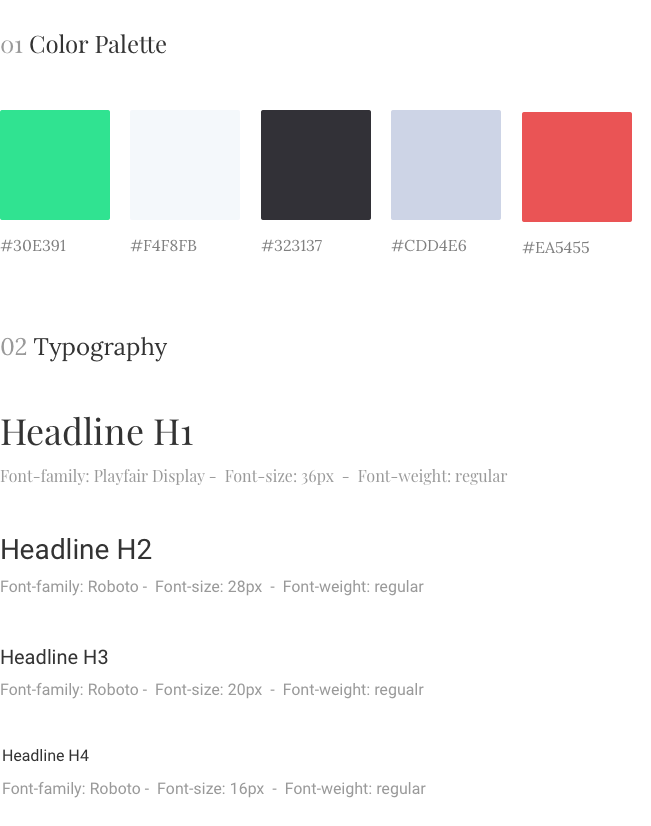 01 Color Palette
#30E391 #F4F8FB #323137 #CDD4E6 #EA5455
02 Typography
Headline H1
Font-family: Playfair Display - Font-size: 36px - Font-weight: regular
Headline H2
Font-family: Roboto - Font-size: 28px - Font-weight: regular
Headline H3
Font-family: Roboto - Font-size: 20px - Font-weight: regualr
Headline H4
Font-family: Roboto - Font-size: 16px - Font-weight: regular